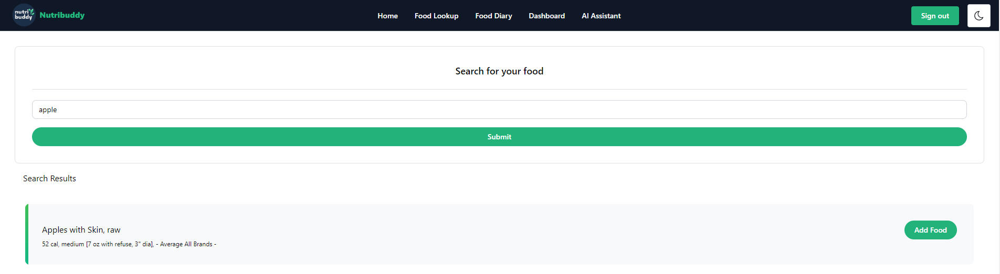 nutri
buddy
Nutribuddy
Home Food Lookup Food Diary Dashboard AI Assistant
Sign out
Search for your food
apple
Submit
Search Results
Apples with Skin, raw
52 cal, medium [7 oz with refuse, 3" dia], - Average All Brands -
Add Food